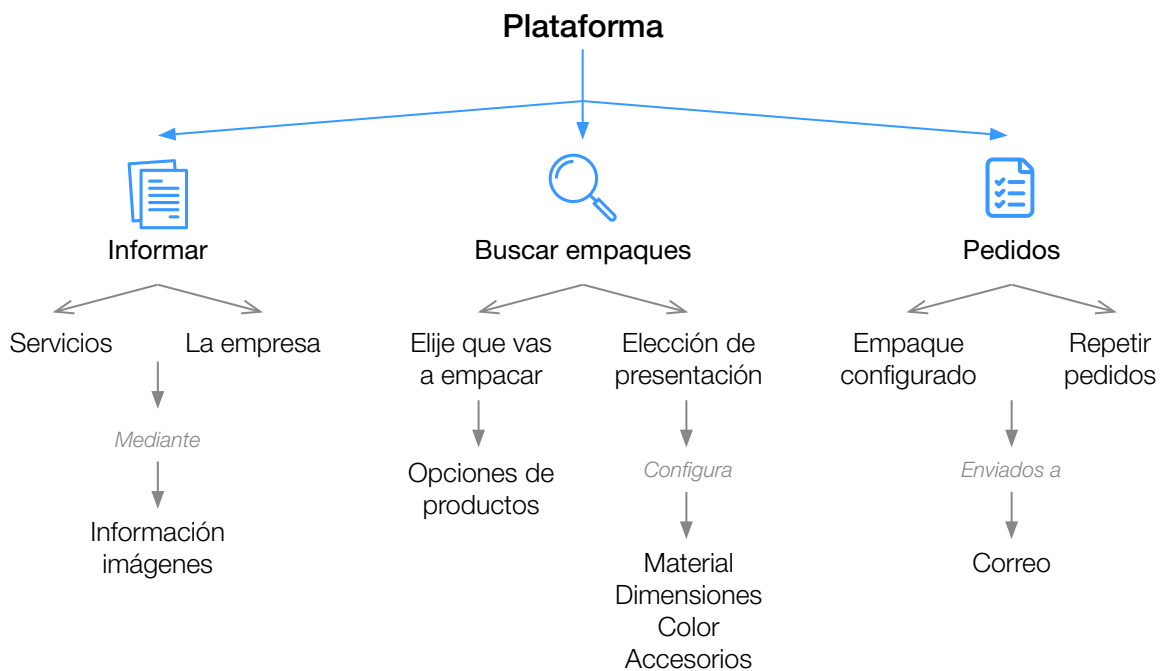 Plataforma
Informar
Buscar empaques
Pedidos
Servicios
La empresa
Elije que vas
a empacar
Elección de
presentación
Empaque
configurado
Repetir
pedidos
Mediante
Opciones de
productos
Configura
Enviados a
Información
imágenes
Material
Dimensiones
Color
Accesorios
Correo